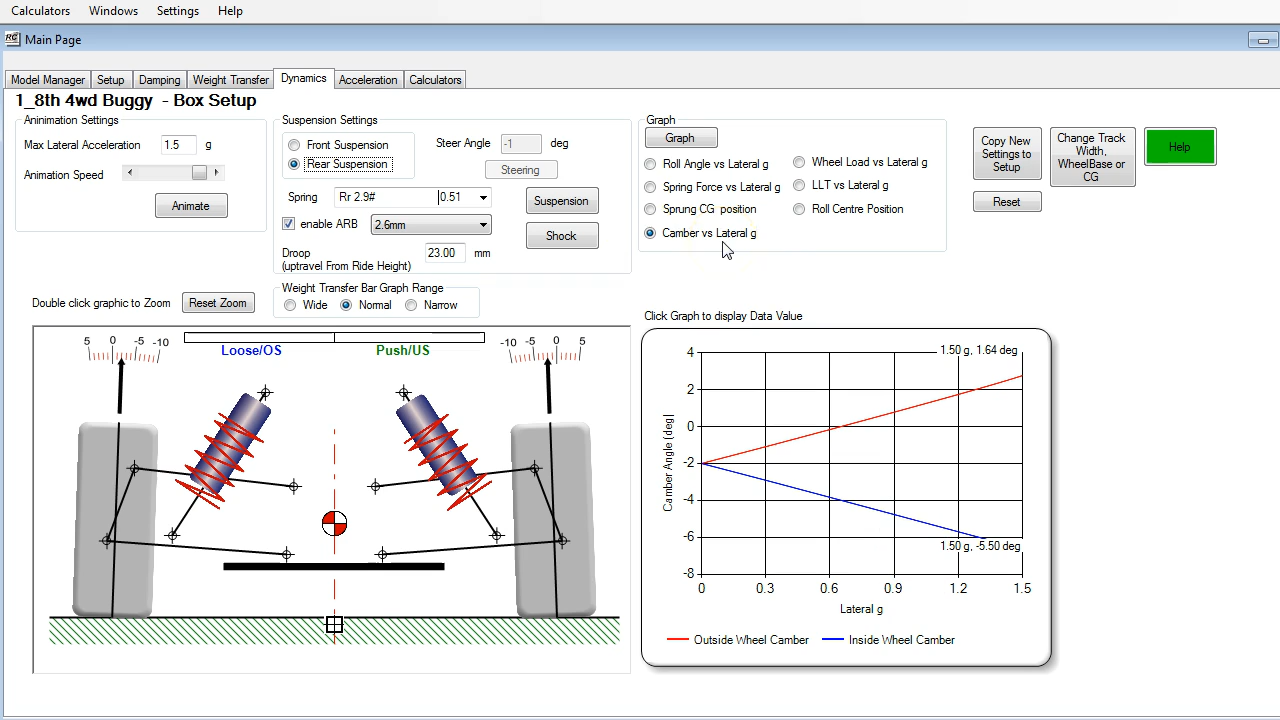 Calculators Windows Settings Help
RC Main Page
Model Manager Setup Damping Weight Transfer Dynamics Acceleration Calculators
1_8th 4wd Buggy - Box Setup
Aninimation Settings
Max Lateral Acceleration 1.5 g
Animation Speed
Animate
Suspension Settings
Front Suspension
Rear Suspension
Steer Angle -1 deg
Steering
Spring Rr 2.9# 0.51
Suspension
enable ARB 2.6mm
Shock
Droop 23.00 mm
(uptravel From Ride Height)
Graph
Graph
Roll Angle vs Lateral g
Wheel Load vs Lateral g
Spring Force vs Lateral g
LLT vs Lateral g
Sprung CG position
Roll Centre Position
Camber vs Lateral g
Copy New
Settings to
Setup
Change Track
Width,
WheelBase or
CG
Help
Reset
Double click graphic to Zoom Reset Zoom
Weight Transfer Bar Graph Range
Wide Normal Narrow
5 0 -5 -10
Loose/OS Push/US
-10 -5 0 5
Click Graph to display Data Value
1.50 g, 1.64 deg
4
2
0
-2
-4
-6
-8
Camber Angle (deg|
1.50 g, -5.50 deg
0 0.3 0.6 0.9 1.2 1.5
Lateral g
Outside Wheel Camber Inside Wheel Camber